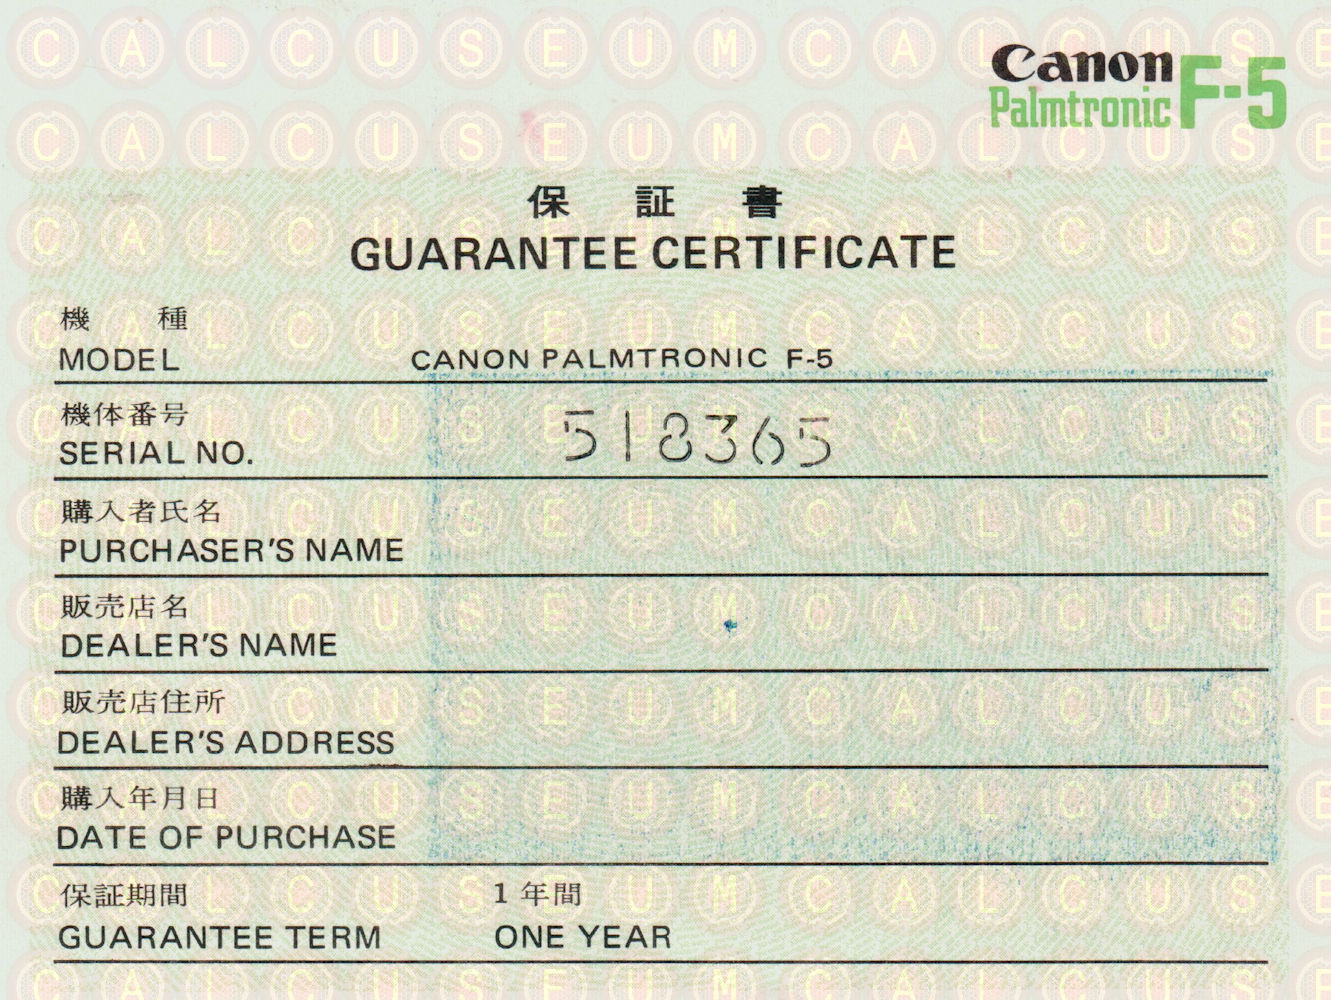 Canon
Palmtronic F-5
保証書
GUARANTEE CERTIFICATE
機種
MODEL CANON PALMTRONIC F-5
機体番号
SERIAL NO. 518365
購入者氏名
PURCHASER'S NAME
販売店名
DEALER'S NAME
販売店住所
DEALER'S ADDRESS
購入年月日
DATE OF PURCHASE
保証期間 1年間
GUARANTEE TERM ONE YEAR
CALCUSEUM